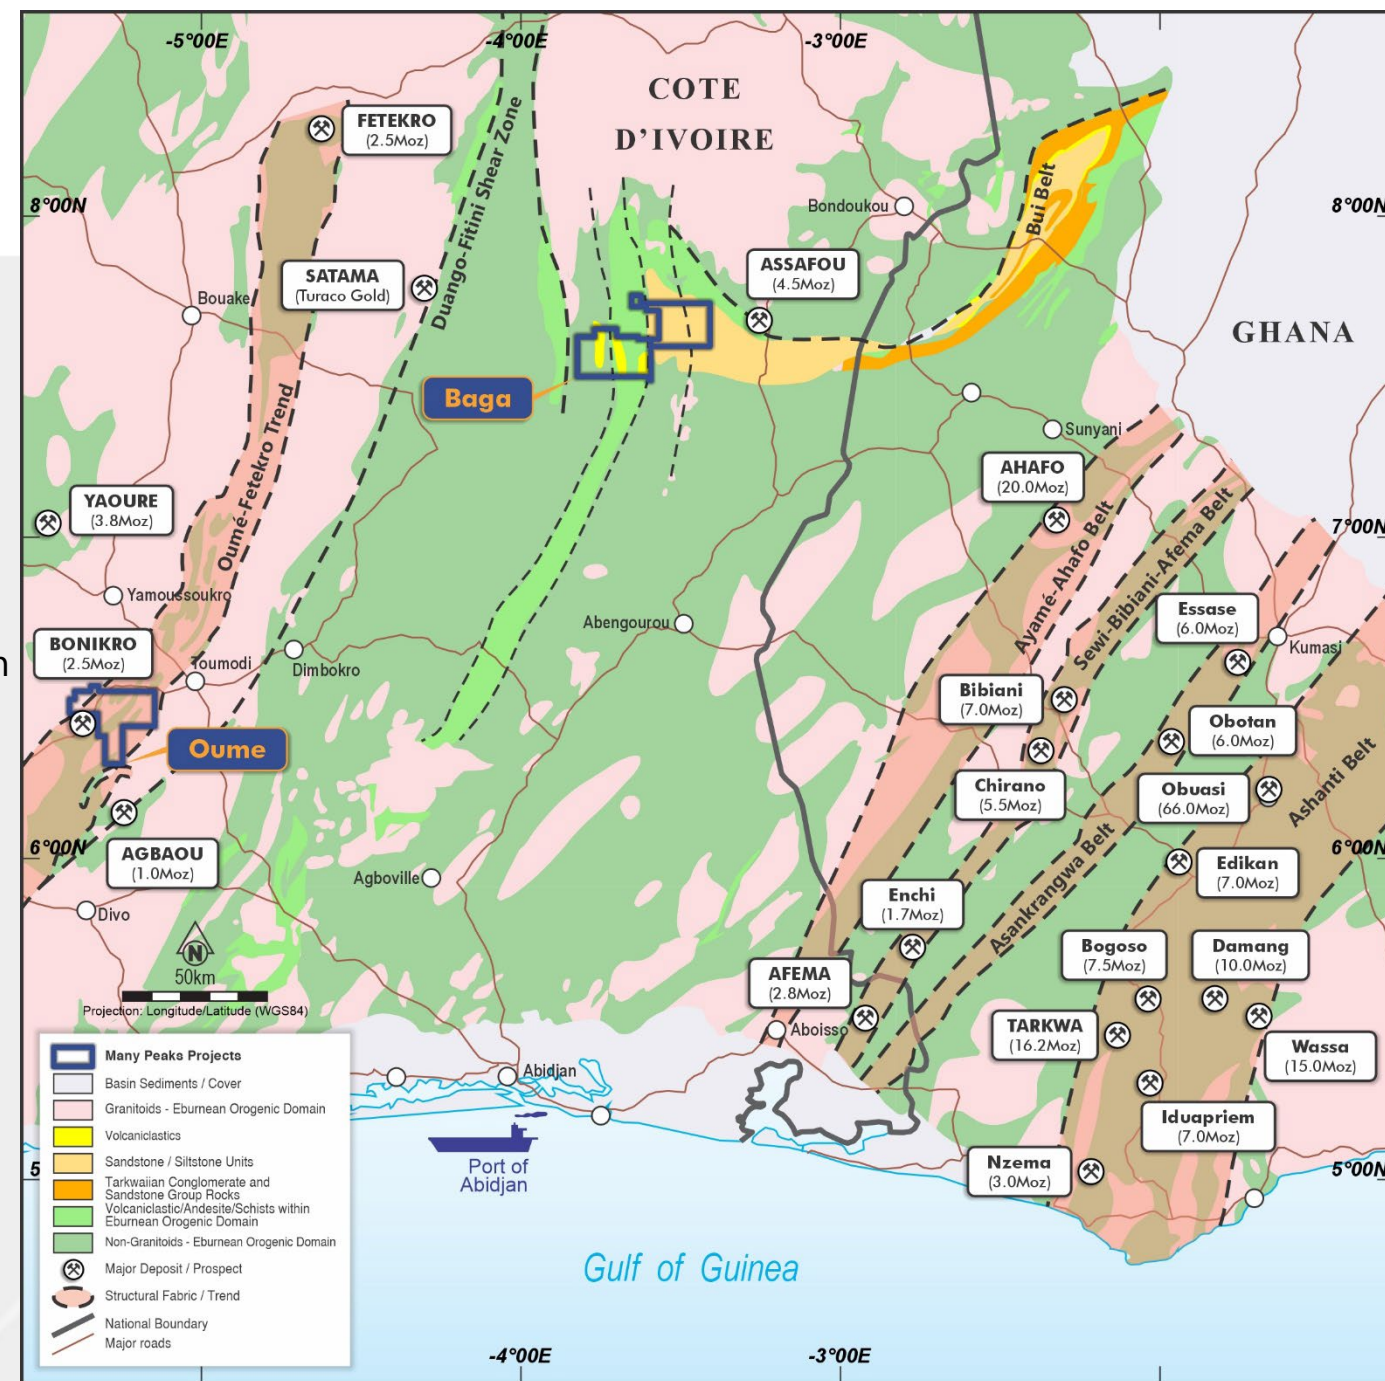 -5°00E
-4°00E
-3°00E
COTE
D'IVOIRE
FETEKRO
(2.5Moz)
Duango-Fitini Shear Zone
8°00N
8°00N
Bondoukou
Bui Belt
SATAMA
(Turaco Gold)
ASSAFOU
(4.5Moz)
Bouake
GHANA
Baga
Oumé-Fetekro Trend
Sunyani
AHAFO
(20.0Moz)
YAOURE
(3.8Moz)
7°00N
Ayamé-Ahafo Belt
Sewi-Bibiani-Afema Belt
Yamoussoukro
Essase
(6.0Moz)
Abengourou
Kumasi
BONIKRO
(2.5Moz)
n
Toumodi
Dimbokro
Bibiani
(7.0Moz)
Obotan
(6.0Moz)
Oume
Chirano
(5.5Moz)
Obuasi
(66.0Moz)
Ashanti Belt
6°00N
6°00N
AGBAOU
(1.0Moz)
Agboville
Edikan
(7.0Moz)
Enchi
(1.7Moz)
Asankrangwa Belt
Divo
N
50km
Projection: Longitude/Latitude (WGS84)
Bogoso
(7.5Moz)
Damang
(10.0Moz)
AFEMA
(2.8Moz)
Aboisso
TARKWA
(16.2Moz)
Wassa
(15.0Moz)
Abidjan
Iduapriem
(7.0Moz)
Port of
Abidjan
Nzema
(3.0Moz)
5
5°00N
Gulf of Guinea
Many Peaks Projects
Basin Sediments / Cover
Granitoids - Eburnean Orogenic Domain
Volcaniclastics
Sandstone / Siltstone Units
Tarkwaiian Conglomerate and
Sandstone Group Rocks
Volcaniclastic/Andesite/Schists within
Eburnean Orogenic Domain
Non-Granitoids - Eburnean Orogenic Domain
Major Deposit / Prospect
Structural Fabric / Trend
National Boundary
Major roads
-4°00E
-3°00E